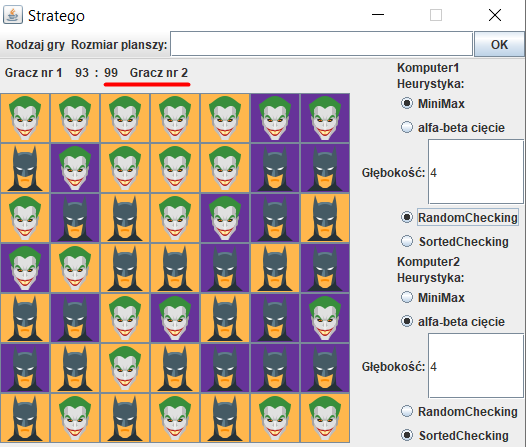 Stratego
Rodzaj gry Rozmiar planszy: OK
Gracz nr 1 93 : 99 Gracz nr 2
Komputer1
Heurystyka:
MiniMax
alfa-beta cięcie
Głębokość: 4
RandomChecking
SortedChecking
Komputer2
Heurystyka:
MiniMax
alfa-beta cięcie
Głębokość: 4
RandomChecking
SortedChecking